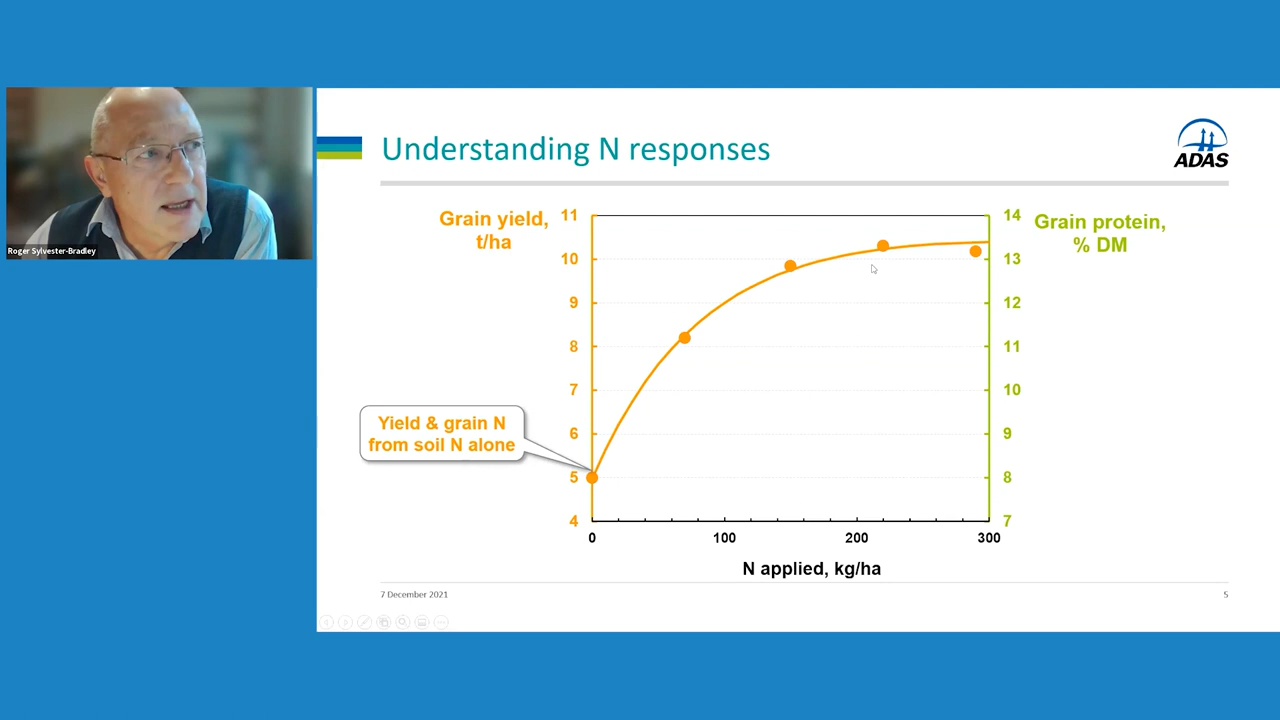 Roger Sylvester-Bradley
Understanding N responses
ADAS
Grain yield,
t/ha
11
10
9
8
7
6
5
4
Yield & grain N
from soil N alone
14
13
12
11
10
9
8
7
Grain protein,
% DM
0
100
200
300
N applied, kg/ha
7 December 2021
5